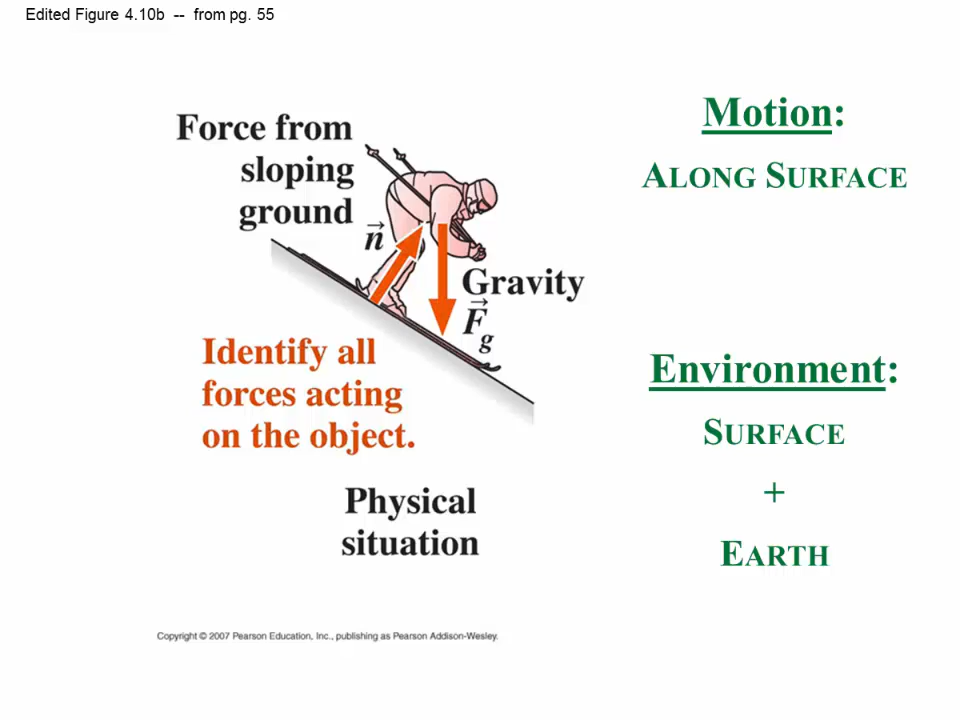 Edited Figure 4.10b -- from pg. 55
Force from
sloping
ground
n⃗
Gravity
F⃗g
Identify all
forces acting
on the object.
Physical
situation
Motion:
ALONG SURFACE
Environment:
SURFACE
+
EARTH
Copyright © 2007 Pearson Education, Inc., publishing as Pearson Addison-Wesley.